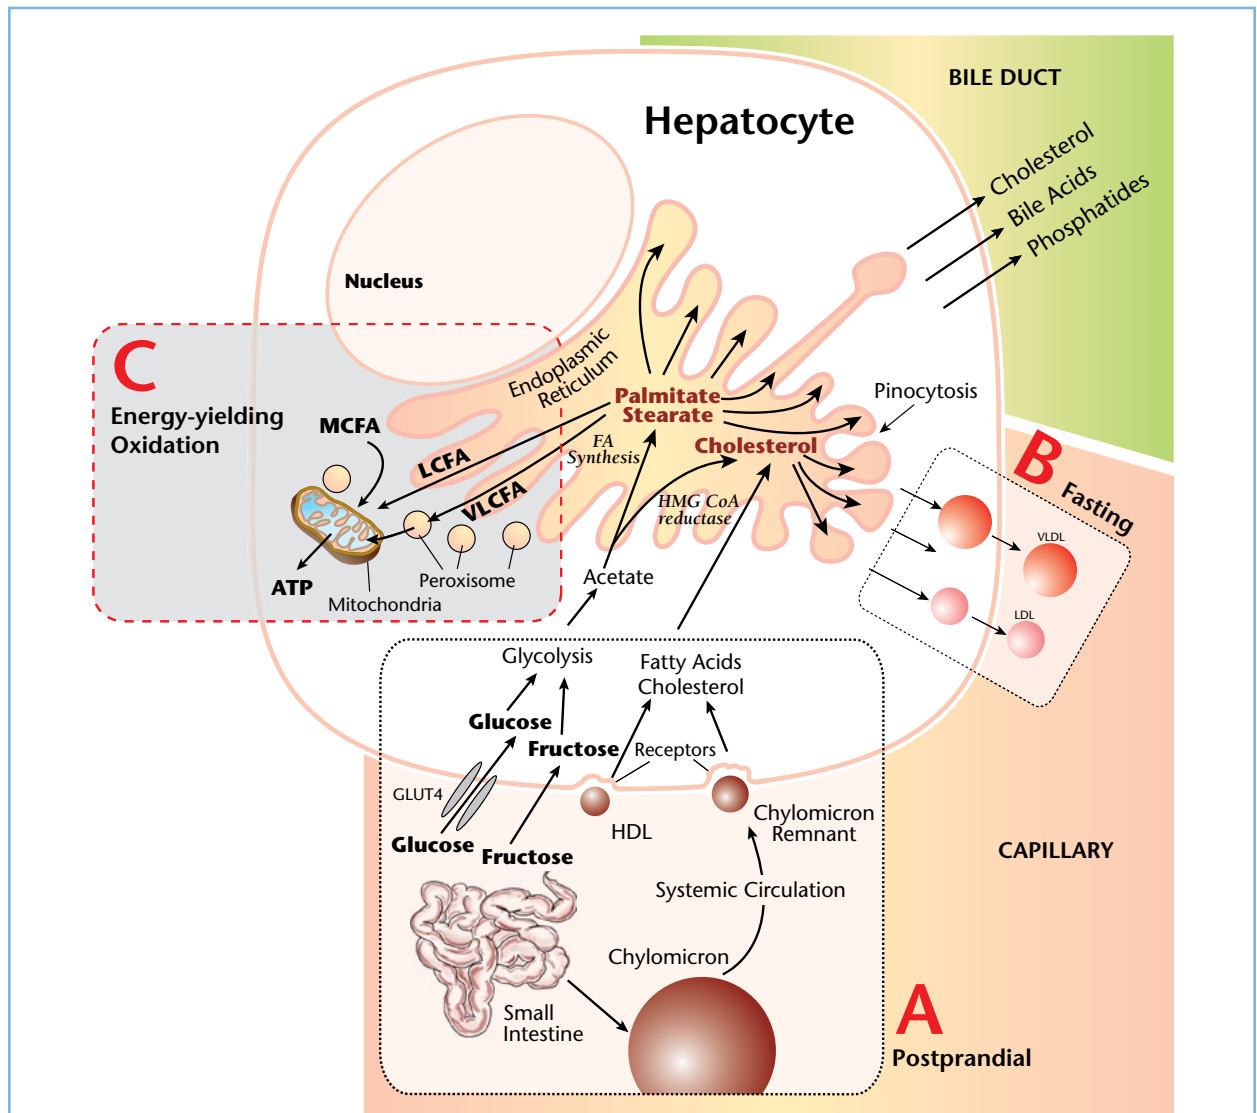 BILE DUCT
Hepatocyte
Cholesterol
Bile Acids
Phosphatides
Nucleus
Endoplasmic
Reticulum
C
Energy-yielding
Oxidation
MCFA
LCFA
VLCFA
Palmitate
Stearate
Cholesterol
FA
Synthesis
HMG CoA
reductase
Pinocytosis
B
Fasting
VLDL
LDL
ATP
Mitochondria
Peroxisome
Acetate
Glycolysis
Fatty Acids
Cholesterol
Glucose
Fructose
Receptors
GLUT4
Glucose
Fructose
HDL
Chylomicron
Remnant
CAPILLARY
Systemic Circulation
Chylomicron
Small
Intestine
A
Postprandial